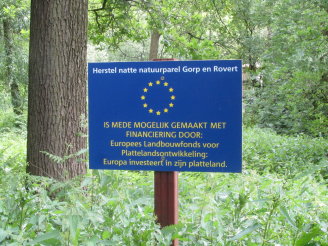 Herstel natte natuurparel Gorp en Rovert
IS MEDE MOGELIJK GEMAAKT MET
FINANCIERING DOOR:
Europees Landbouwfonds voor
Plattelandsontwikkeling:
Europa investeert in zijn platteland.